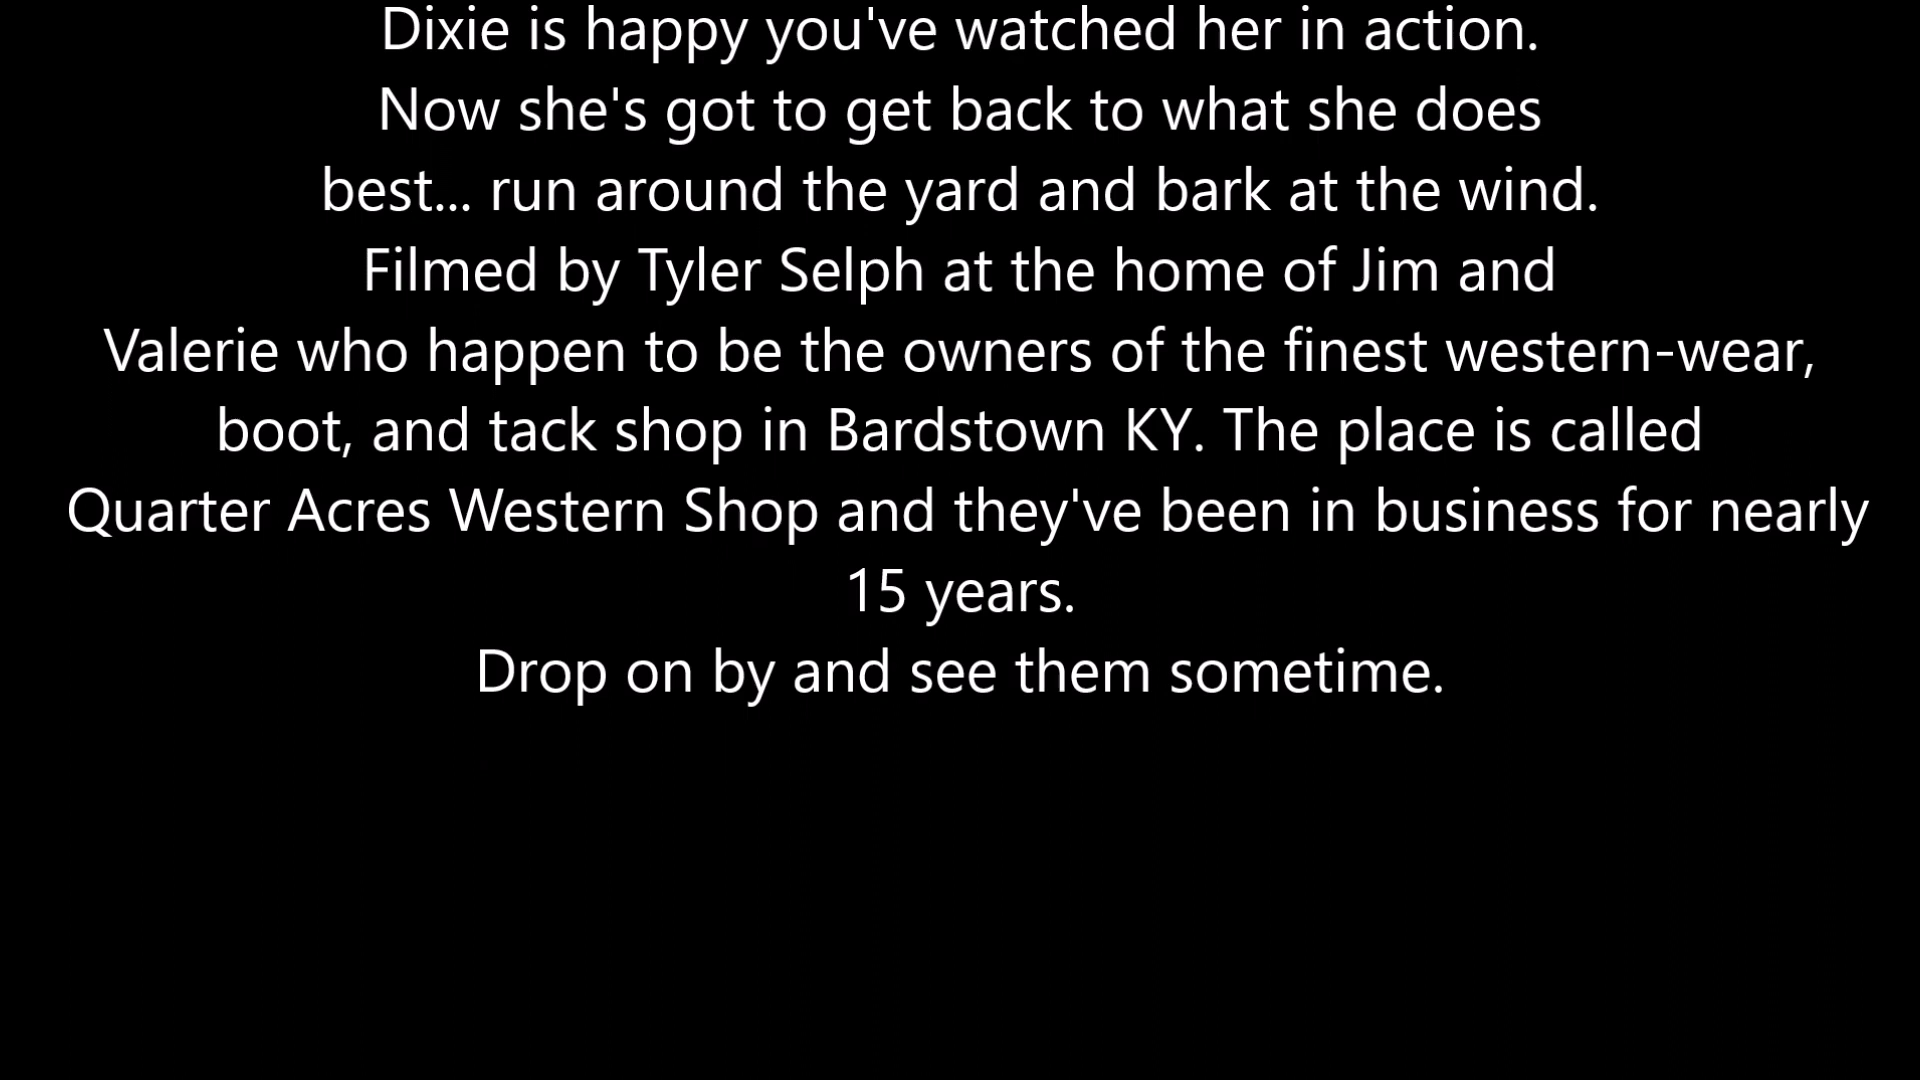 Dixie is happy you've watched her in action.
Now she's got to get back to what she does
best... run around the yard and bark at the wind.
Filmed by Tyler Selph at the home of Jim and
Valerie who happen to be the owners of the finest western-wear,
boot, and tack shop in Bardstown KY. The place is called
Quarter Acres Western Shop and they've been in business for nearly
15 years.
Drop on by and see them sometime.